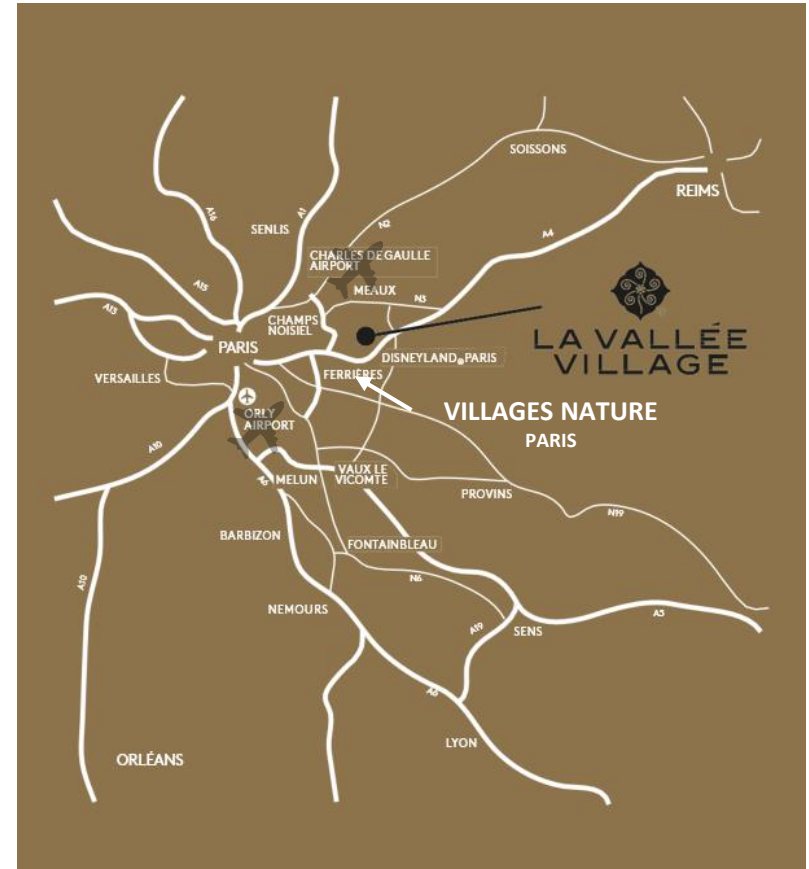 SOISSONS
REIMS
A16
A1
SENLIS
N2
A4
CHARLES DE GAULLE
AIRPORT
A15
MEAUX
N3
A13
CHAMPS
NOISIEL
PARIS
LA VALLÉE
VILLAGE
DISNEYLAND® PARIS
VERSAILLES
FERRIÈRES
ORLY
AIRPORT
VILLAGES NATURE
PARIS
A10
A6
MELUN
VAUX LE
VICOMTE
PROVINS
N19
BARBIZON
FONTAINBLEAU
N6
A10
NEMOURS
A19
SENS
A5
A6
LYON
ORLÉANS